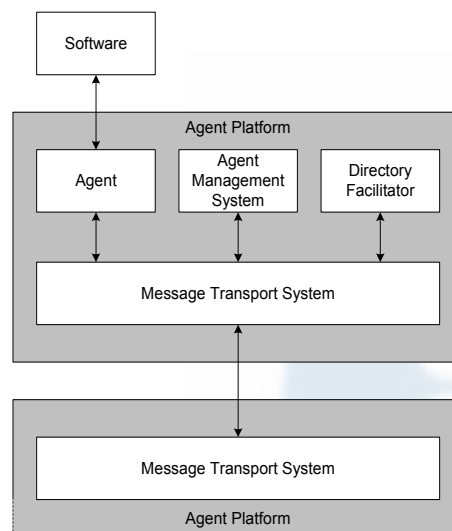 Software
Agent Platform
Agent
Agent
Management
System
Directory
Facilitator
Message Transport System
Message Transport System
Agent Platform